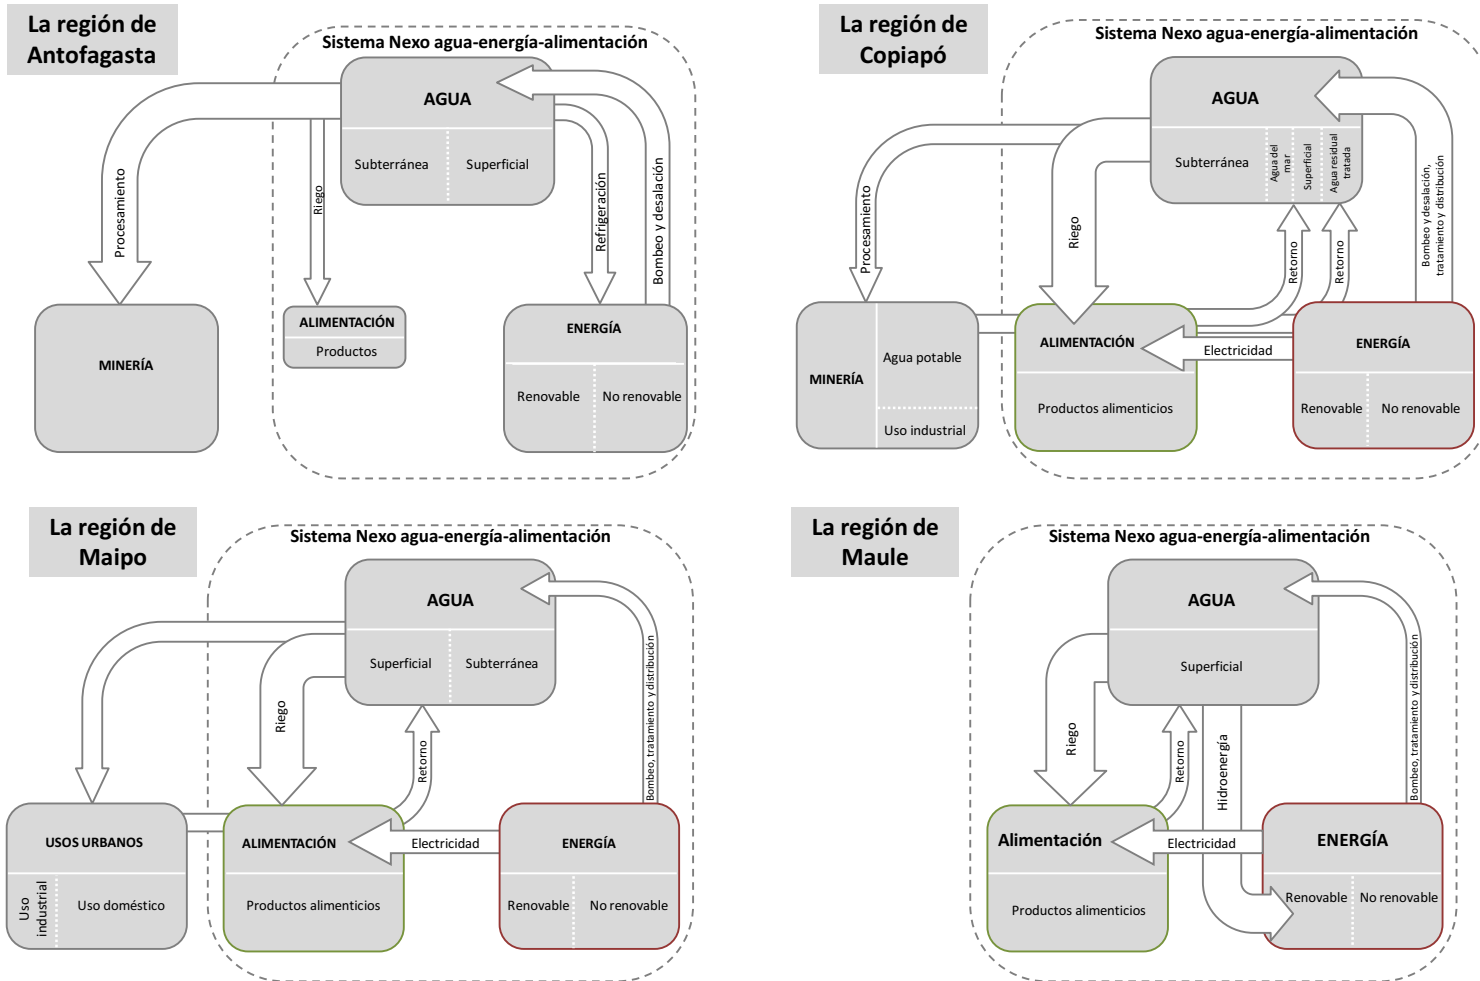 La región de
Antofagasta
Sistema Nexo agua-energía-alimentación
AGUA
Subterránea
Superficial
Procesamiento
Riego
Refrigeración
Bombeo y desalación
MINERÍA
ALIMENTACIÓN
Productos
ENERGÍA
Renovable
No renovable
La región de
Copiapó
Sistema Nexo agua-energía-alimentación
AGUA
Subterránea
Agua del
mar
Superficial
Agua residual
tratada
Procesamiento
Riego
Retorno
Retorno
Bombeo y desalación,
tratamiento y distribución
MINERÍA
Agua potable
Uso industrial
ALIMENTACIÓN
Productos alimenticios
Electricidad
ENERGÍA
Renovable
No renovable
La región de
Maipo
Sistema Nexo agua-energía-alimentación
AGUA
Superficial
Subterránea
Riego
Retorno
Bombeo, tratamiento y distribución
USOS URBANOS
Uso
industrial
Uso doméstico
ALIMENTACIÓN
Productos alimenticios
Electricidad
ENERGÍA
Renovable
No renovable
La región de
Maule
Sistema Nexo agua-energía-alimentación
AGUA
Superficial
Riego
Retorno
Hidroenergía
Bombeo, tratamiento y distribución
Alimentación
Productos alimenticios
Electricidad
ENERGÍA
Renovable
No renovable